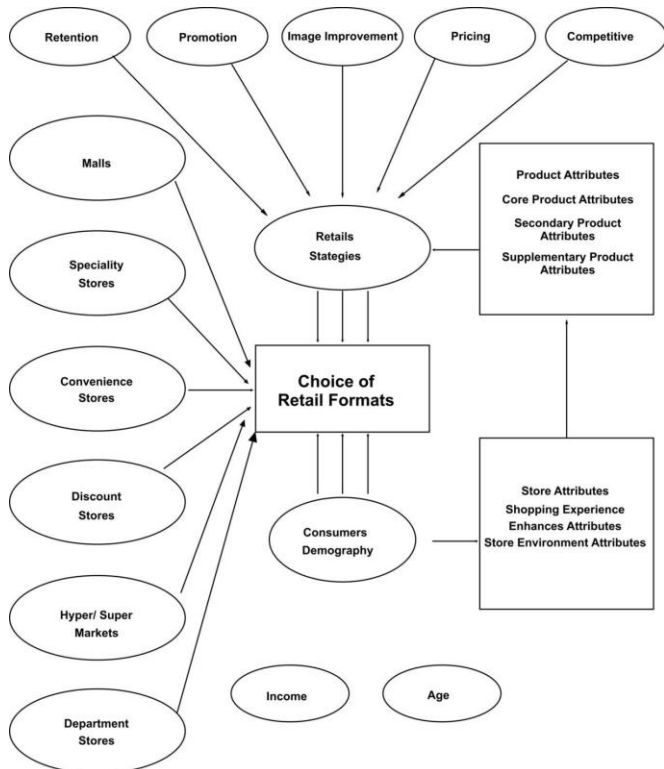 Retention
Promotion
Image Improvement
Pricing
Competitive
Malls
Product Attributes
Core Product Attributes
Secondary Product
Attributes
Supplementary Product
Attributes
Retails
Stategies
Speciality
Stores
Convenience
Stores
Choice of
Retail Formats
Discount
Stores
Store Attributes
Shopping Experience
Enhances Attributes
Store Environment Attributes
Consumers
Demography
Hyper/ Super
Markets
Income
Age
Department
Stores